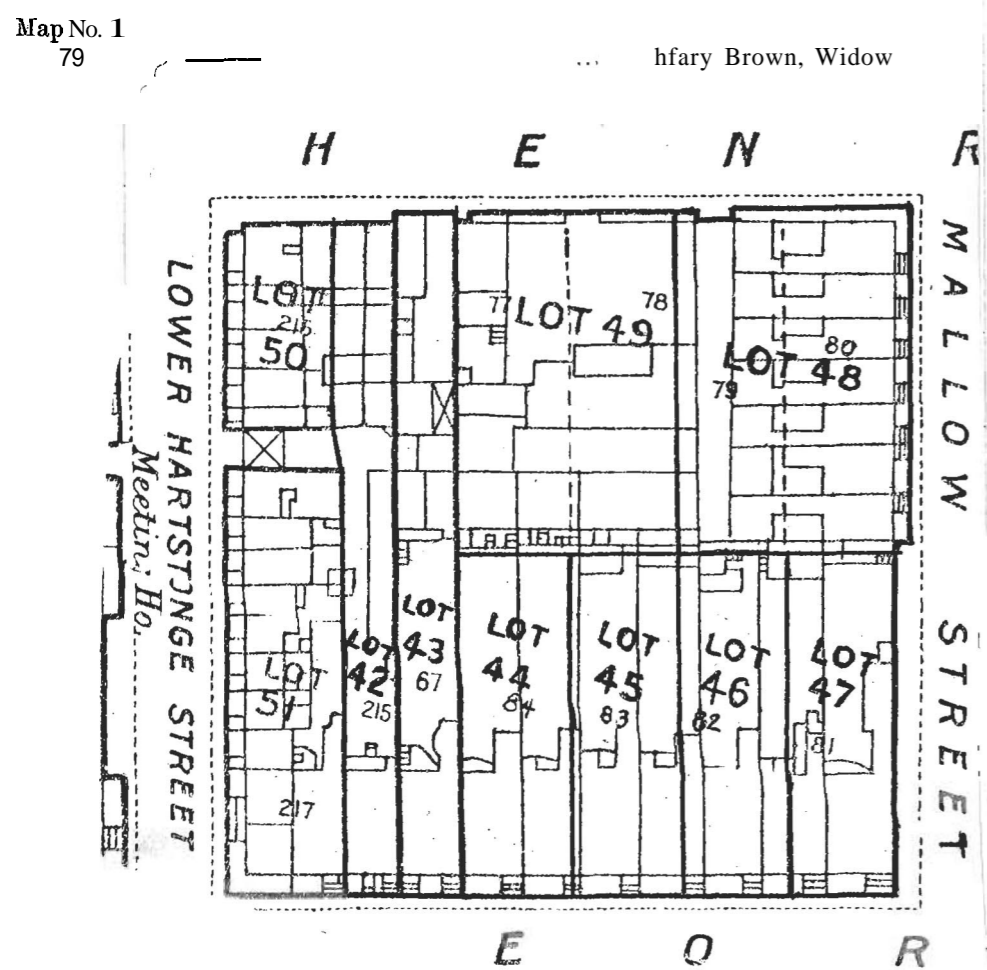 Map No. 1
79
... hfary Brown, Widow
H E N R
LOWER HARTSTONGE STREET
MALLOW STREET
Meeting Ho.
LOT
216
50
77
LOT 49
78
LOT 48
80
79
LOT
51
217
LOT
42
215
LOT
43
67
LOT
44
84
LOT
45
83
LOT
46
82
LOT
47
81
E O R